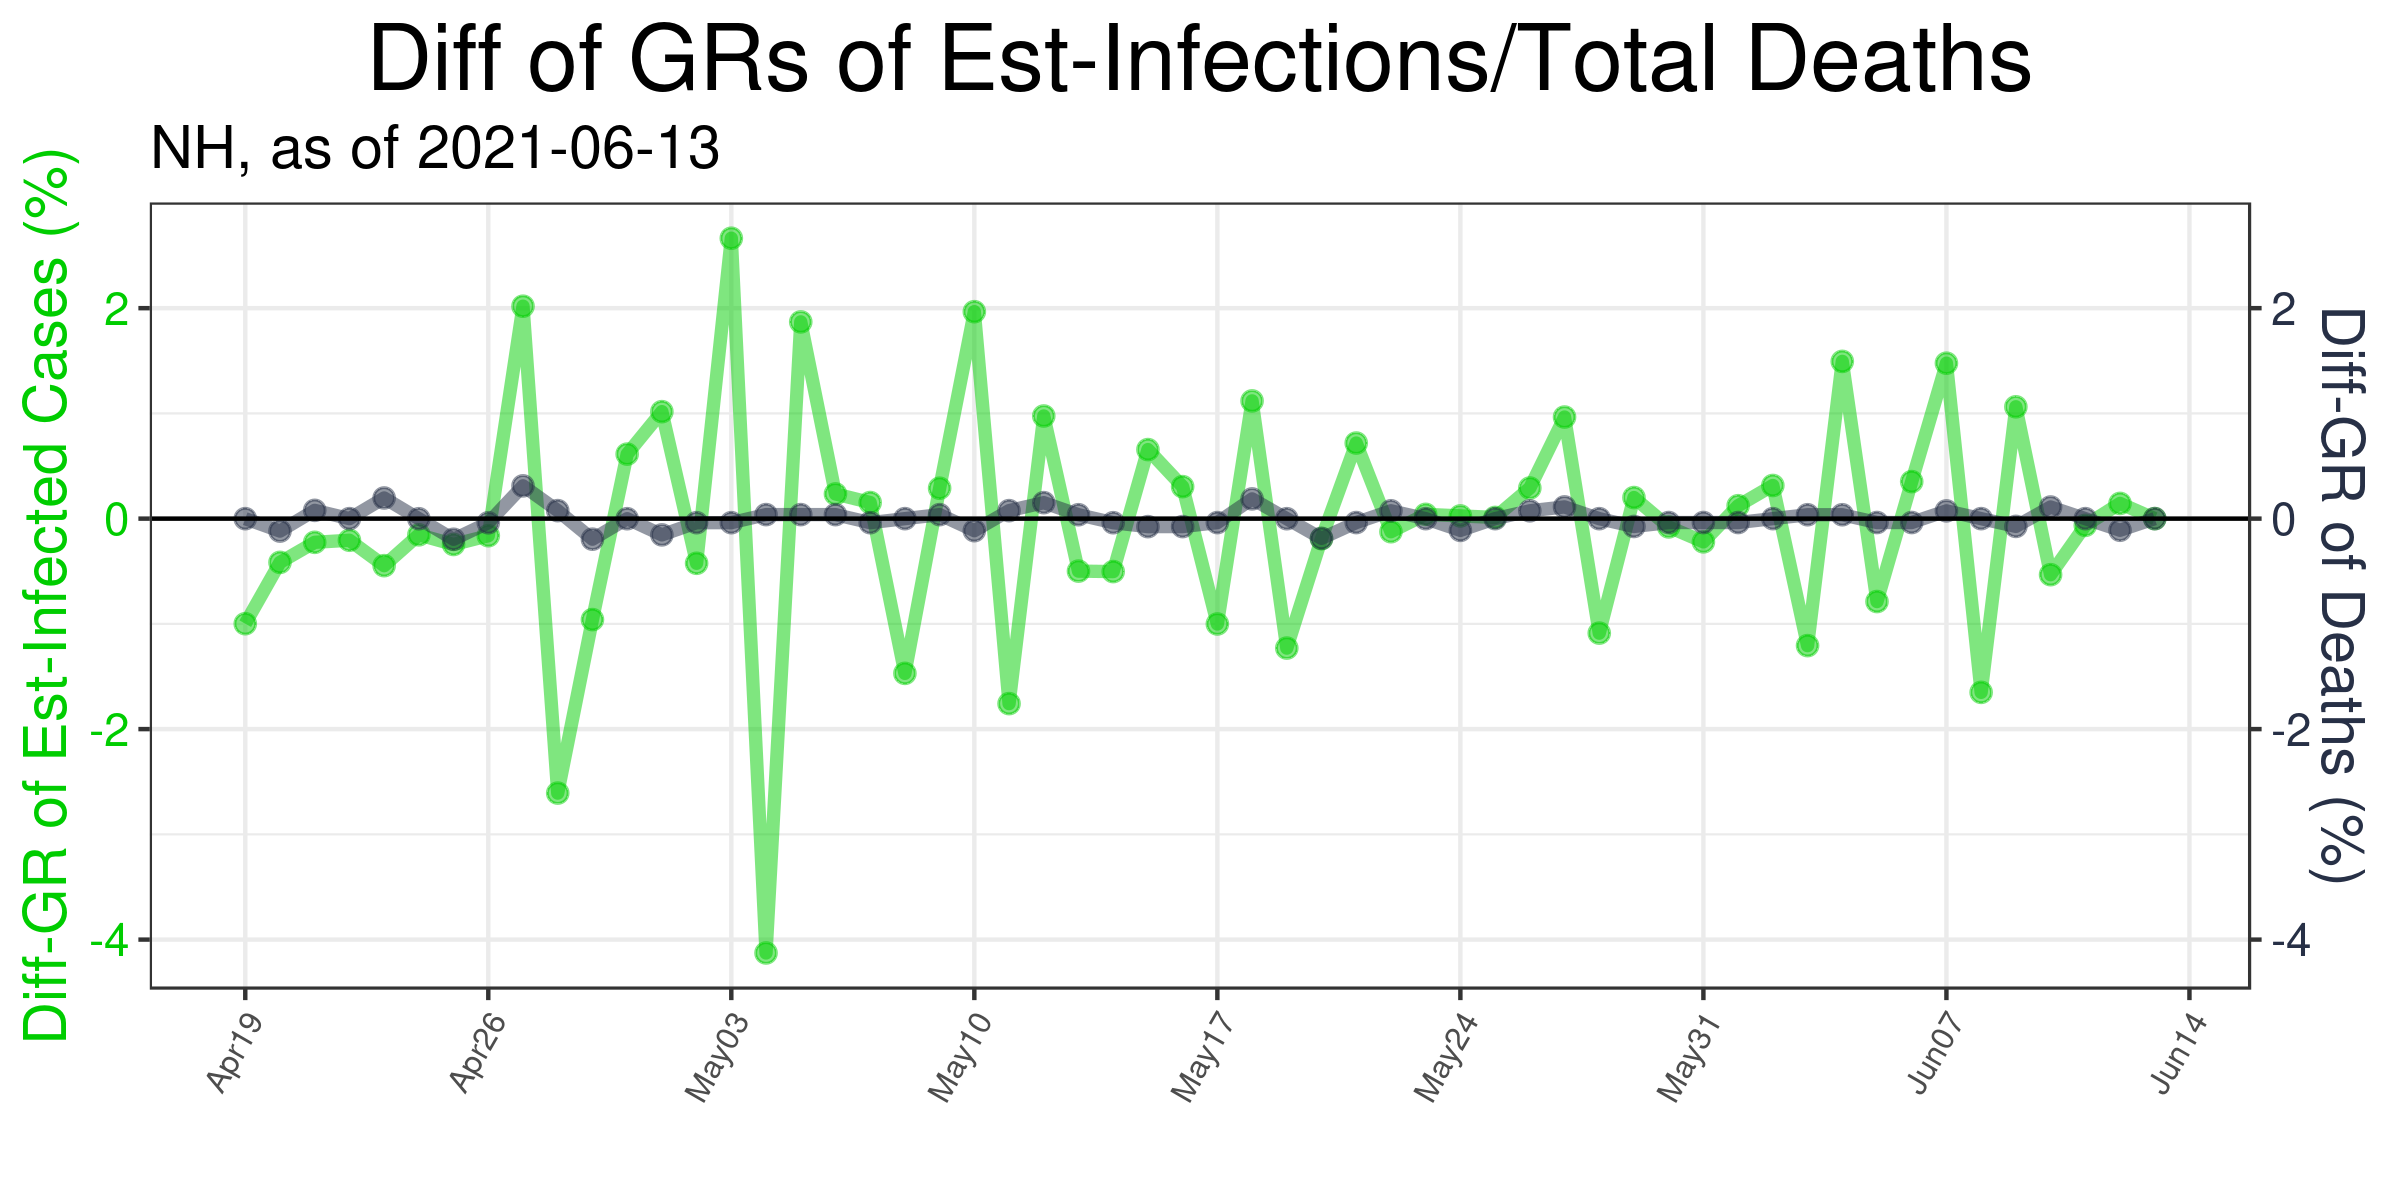 Diff of GRs of Est-Infections/Total Deaths
NH, as of 2021-06-13
Diff-GR of Est-Infected Cases (%)
2
0
-2
-4
2
0
-2
-4
Diff-GR of Deaths (%)
Apr19
Apr26
May03
May10
May17
May24
May31
Jun07
Jun14